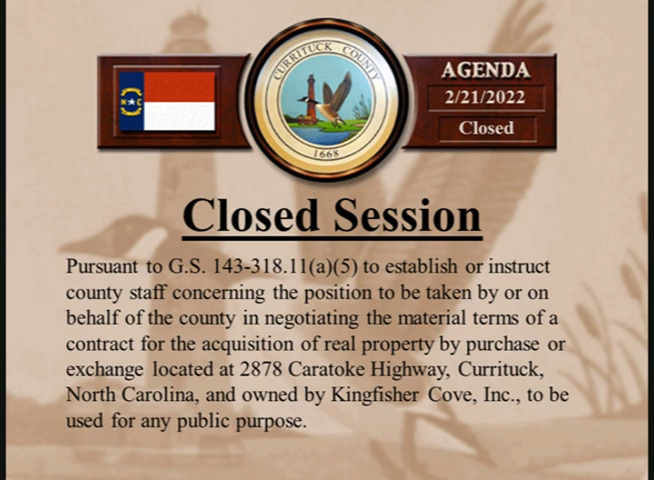 CURRITUCK COUNTY
1668
N C
AGENDA
2/21/2022
Closed
Closed Session
Pursuant to G.S. 143-318.11(a)(5) to establish or instruct
county staff concerning the position to be taken by or on
behalf of the county in negotiating the material terms of a
contract for the acquisition of real property by purchase or
exchange located at 2878 Caratoke Highway, Currituck,
North Carolina, and owned by Kingfisher Cove, Inc., to be
used for any public purpose.